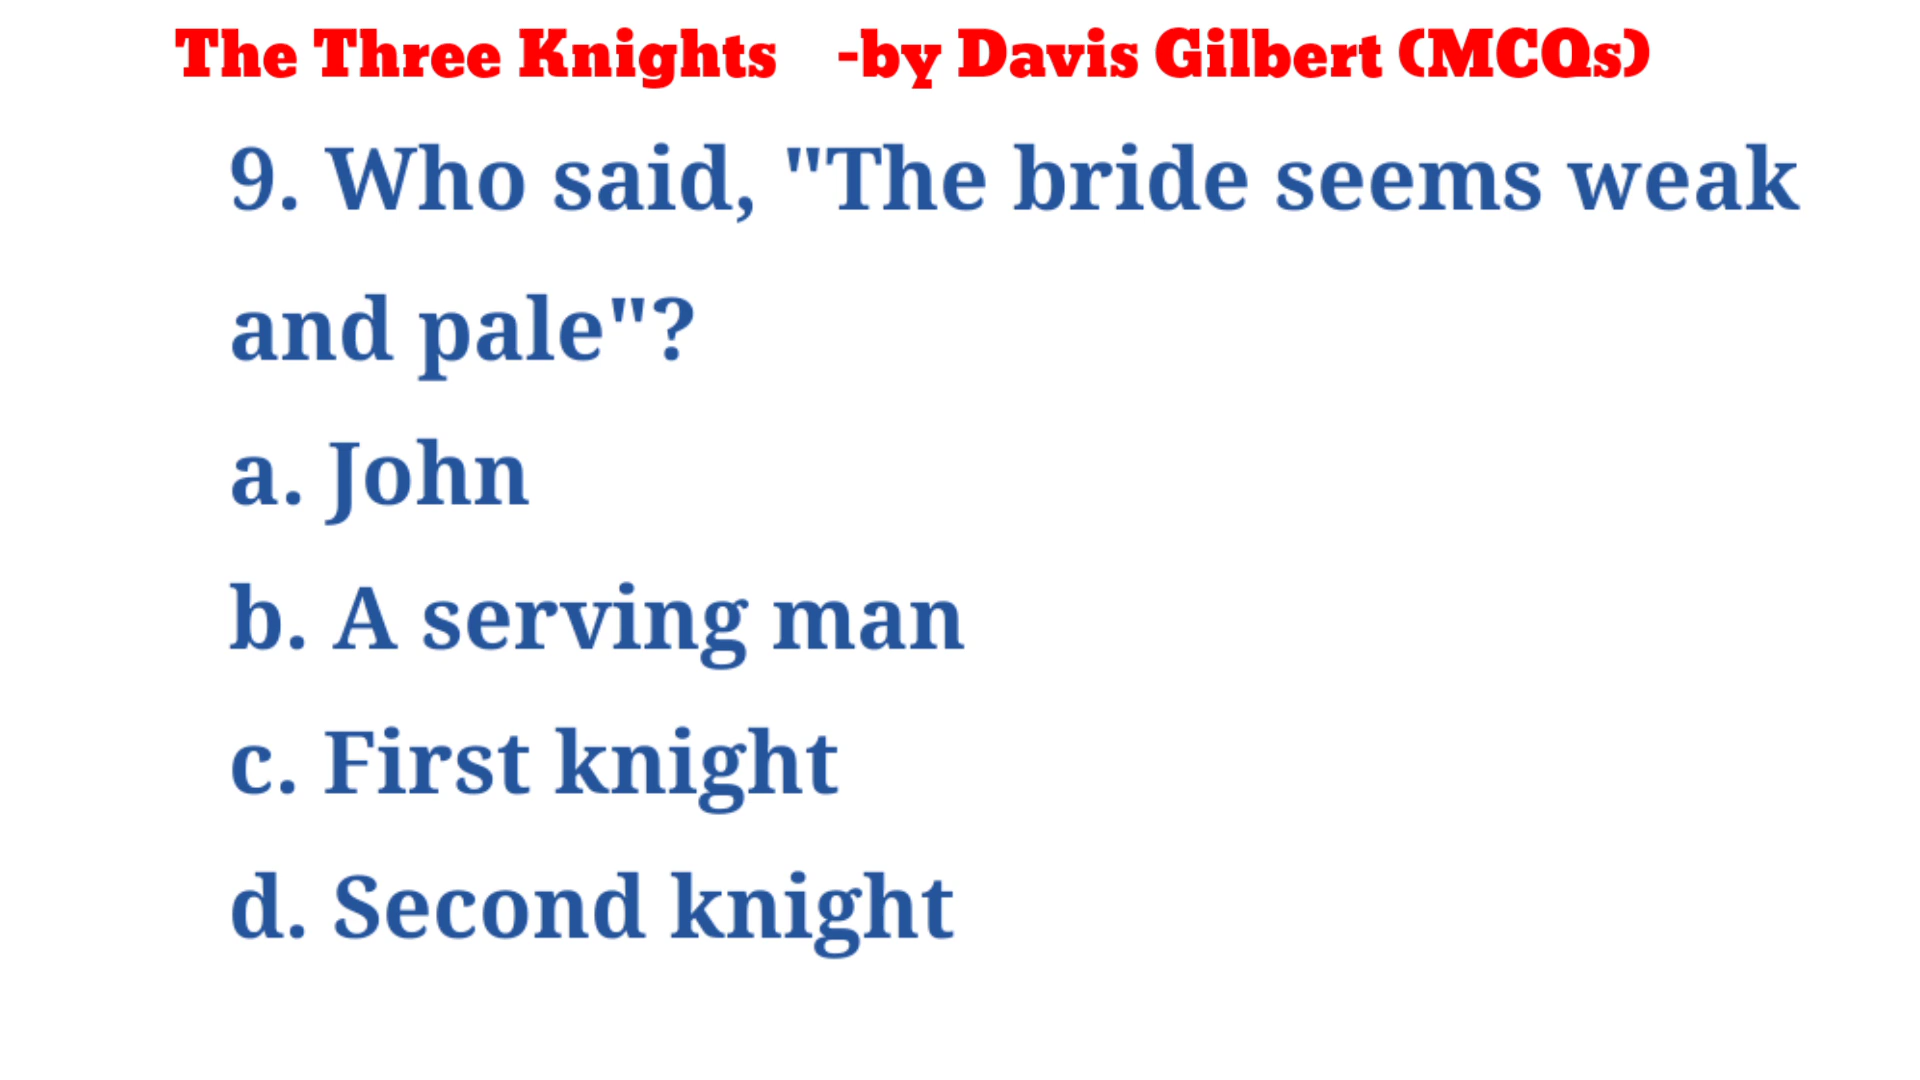 The Three Knights -by Davis Gilbert (MCQs)
9. Who said, "The bride seems weak
and pale"?
a. John
b. A serving man
c. First knight
d. Second knight